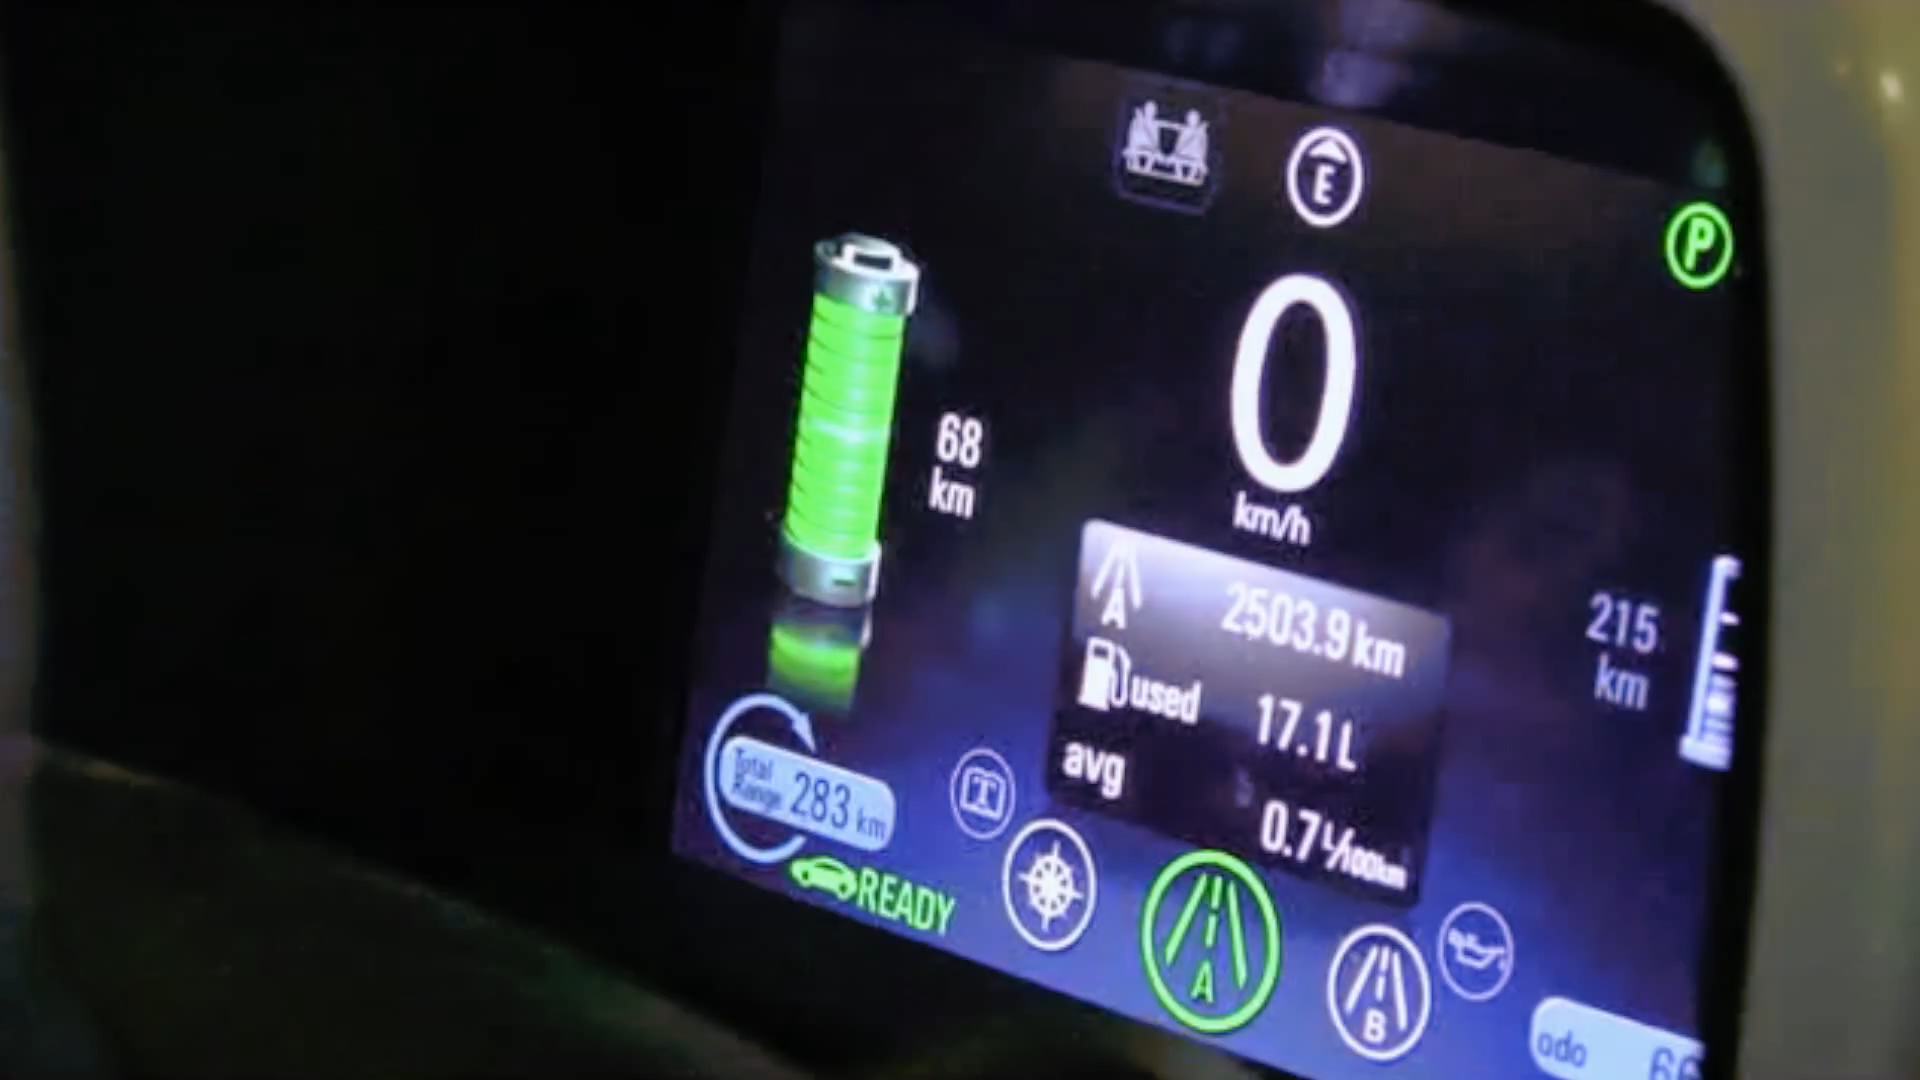 E
P
0
km/h
68
km
A 2503.9 km
used 17.1 L
avg
0.7 L/100km
215
km
Total
Range 283 km
READY
A
B
odo 66